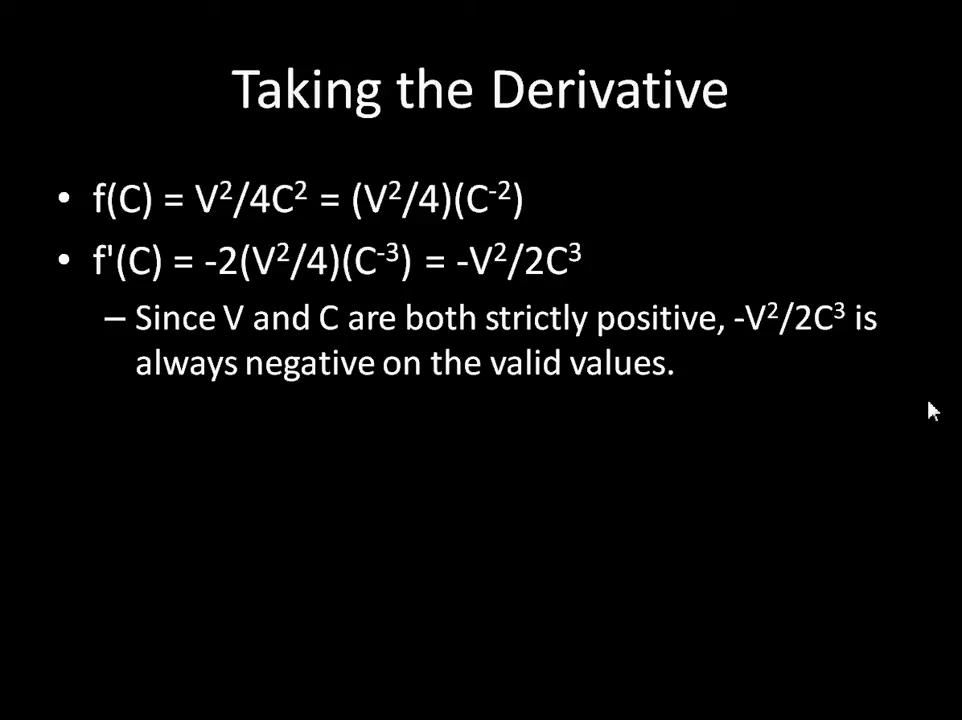 Taking the Derivative
• f(C) = V²/4C² = (V²/4)(C⁻²)
• f'(C) = -2(V²/4)(C⁻³) = -V²/2C³
– Since V and C are both strictly positive, -V²/2C³ is
always negative on the valid values.